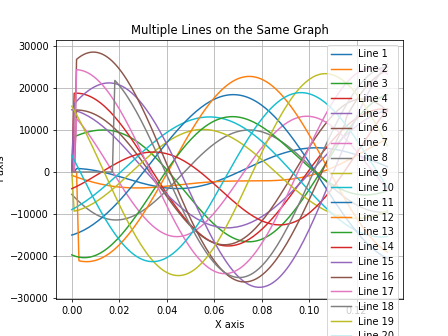 Multiple Lines on the Same Graph
30000
20000
10000
0
−10000
−20000
−30000
0.00
0.02
0.04
0.06
0.08
0.10
X axis
Line 1
Line 2
Line 3
Line 4
Line 5
Line 6
Line 7
Line 8
Line 9
Line 10
Line 11
Line 12
Line 13
Line 14
Line 15
Line 16
Line 17
Line 18
Line 19
Line 20